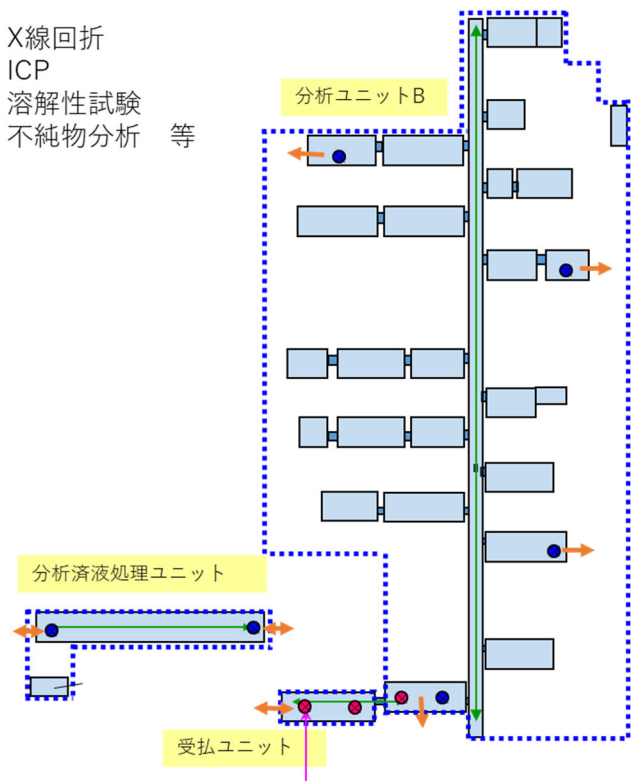 X線回折
ICP
溶解性試験
不純物分析　等
分析ユニットB
分析済液処理ユニット
受払ユニット